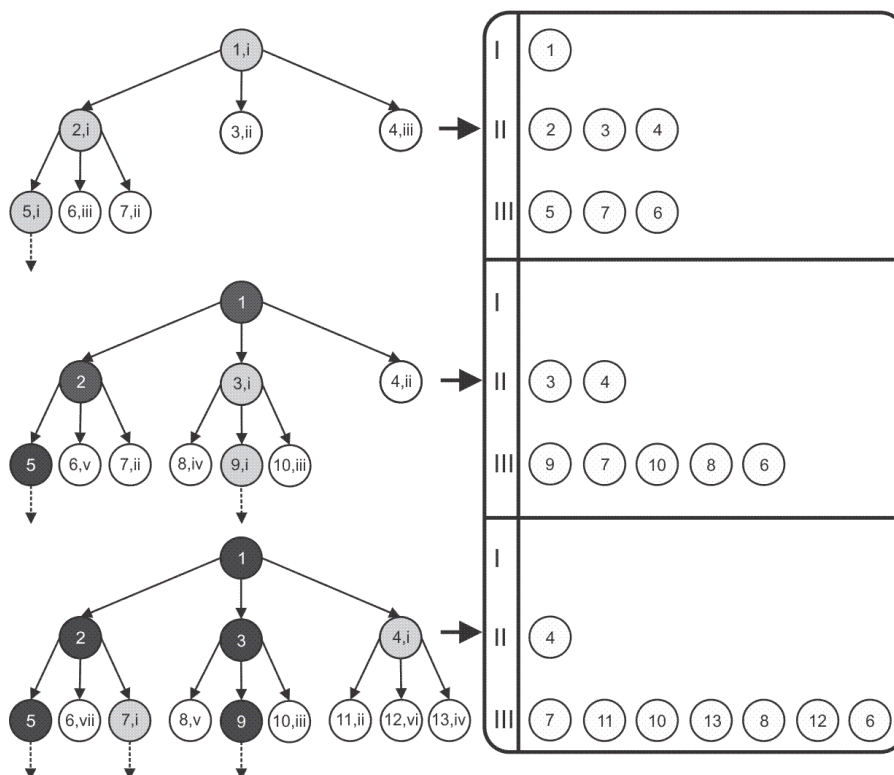 1,i I 1
2,i 3,ii 4,iii II 2 3 4
5,i 6,iii 7,ii III 5 7 6
1 I
2 3,i 4,ii II 3 4
5 6,v 7,ii 8,iv 9,i 10,iii III 9 7 10 8 6
1 I
2 3 4,i II 4
5 6,vii 7,i 8,v 9 10,iii 11,ii 12,vi 13,iv III 7 11 10 13 8 12 6